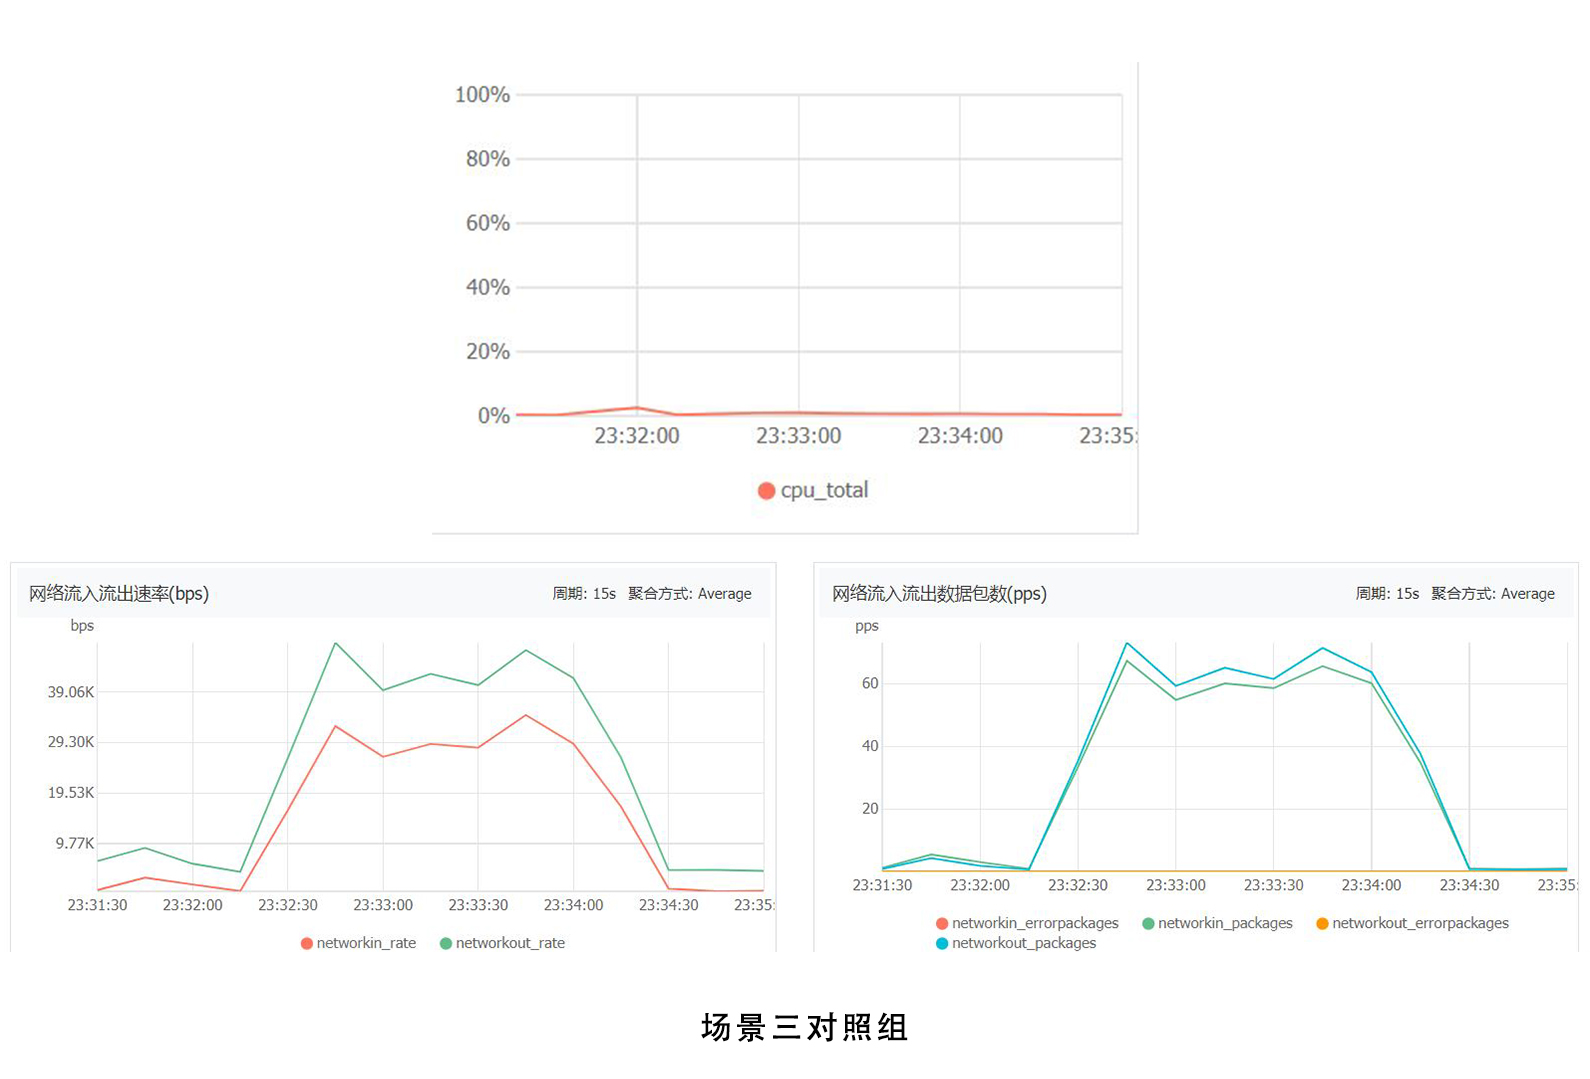 100%
80%
60%
40%
20%
0%
23:32:00 23:33:00 23:34:00 23:35:
cpu_total
网络流入流出速率(bps) 周期: 15s 聚合方式: Average
bps
39.06K
29.30K
19.53K
9.77K
23:31:30 23:32:00 23:32:30 23:33:00 23:33:30 23:34:00 23:34:30 23:35:
networkin_rate networkout_rate
网络流入流出数据包数(pps) 周期: 15s 聚合方式: Average
pps
60
40
20
23:31:30 23:32:00 23:32:30 23:33:00 23:33:30 23:34:00 23:34:30 23:35:
networkin_errorpackages networkin_packages networkout_errorpackages
networkout_packages
场景三对照组